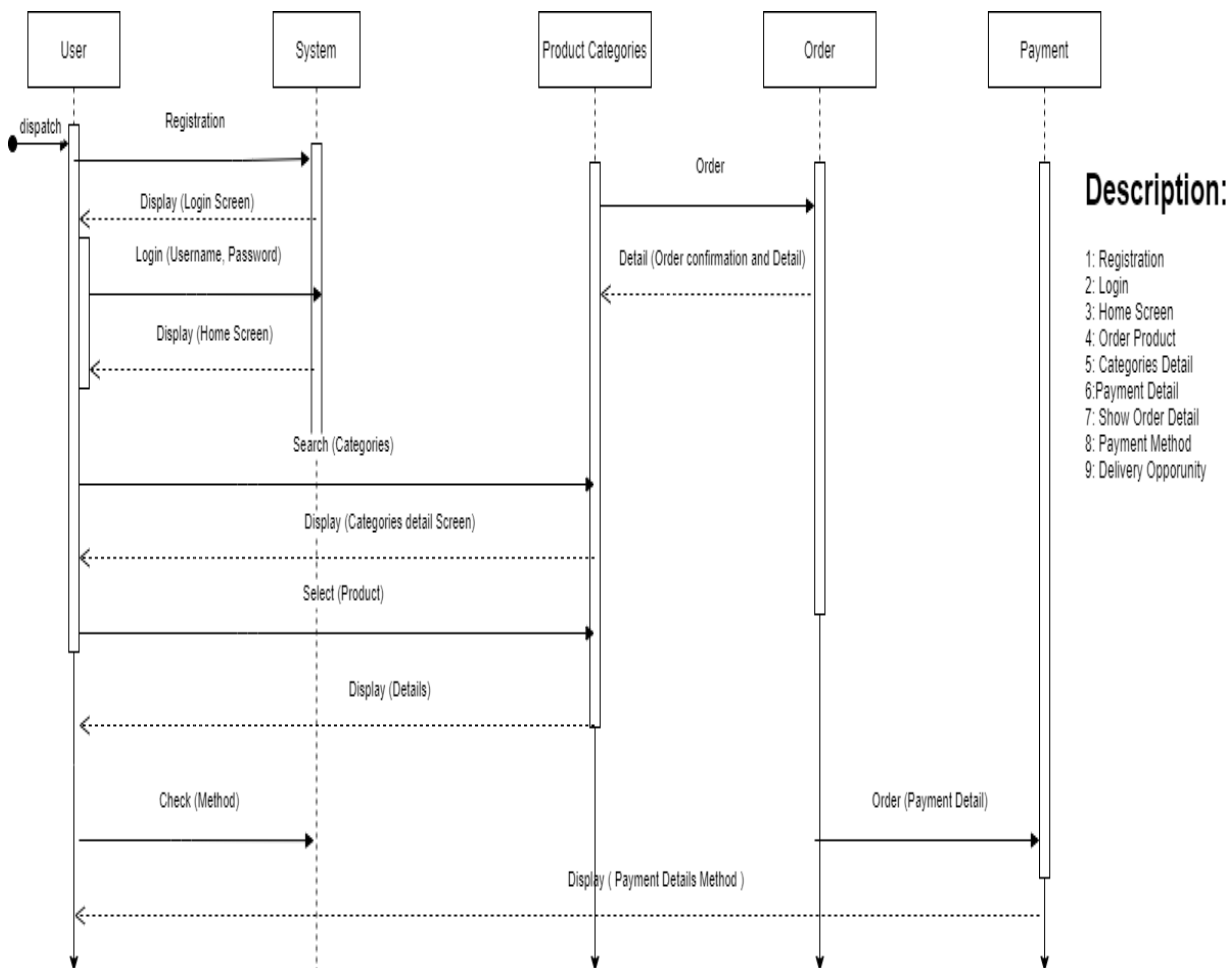 User
System
Product Categories
Order
Payment
dispatch
Registration
Display (Login Screen)
Login (Username, Password)
Display (Home Screen)
Search (Categories)
Display (Categories detail Screen)
Select (Product)
Display (Details)
Check (Method)
Order
Detail (Order confirmation and Detail)
Order (Payment Detail)
Display ( Payment Details Method )
Description:
1: Registration
2: Login
3: Home Screen
4: Order Product
5: Categories Detail
6:Payment Detail
7: Show Order Detail
8: Payment Method
9: Delivery Opporunity